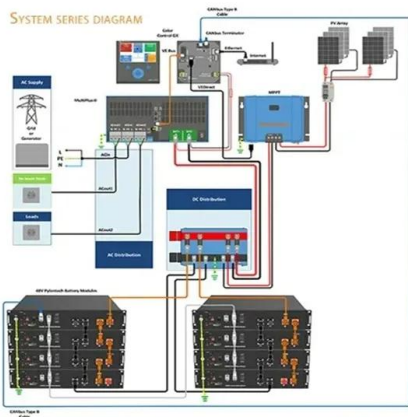 SYSTEM SERIES DIAGRAM
CANbus Type B
Cable
Color
Control GX
CANbus Terminator
PV Array
VE Bus
Ethernet
Internet
AC Supply
Grid
or
Generator
MultiPlus-II
VE.Direct
MPPT
L
PE
N
ACin
ACout1
Loads
ACout2
AC Distribution
DC Distribution
48V Pylontech Battery Modules
CANbus Type B
Cable